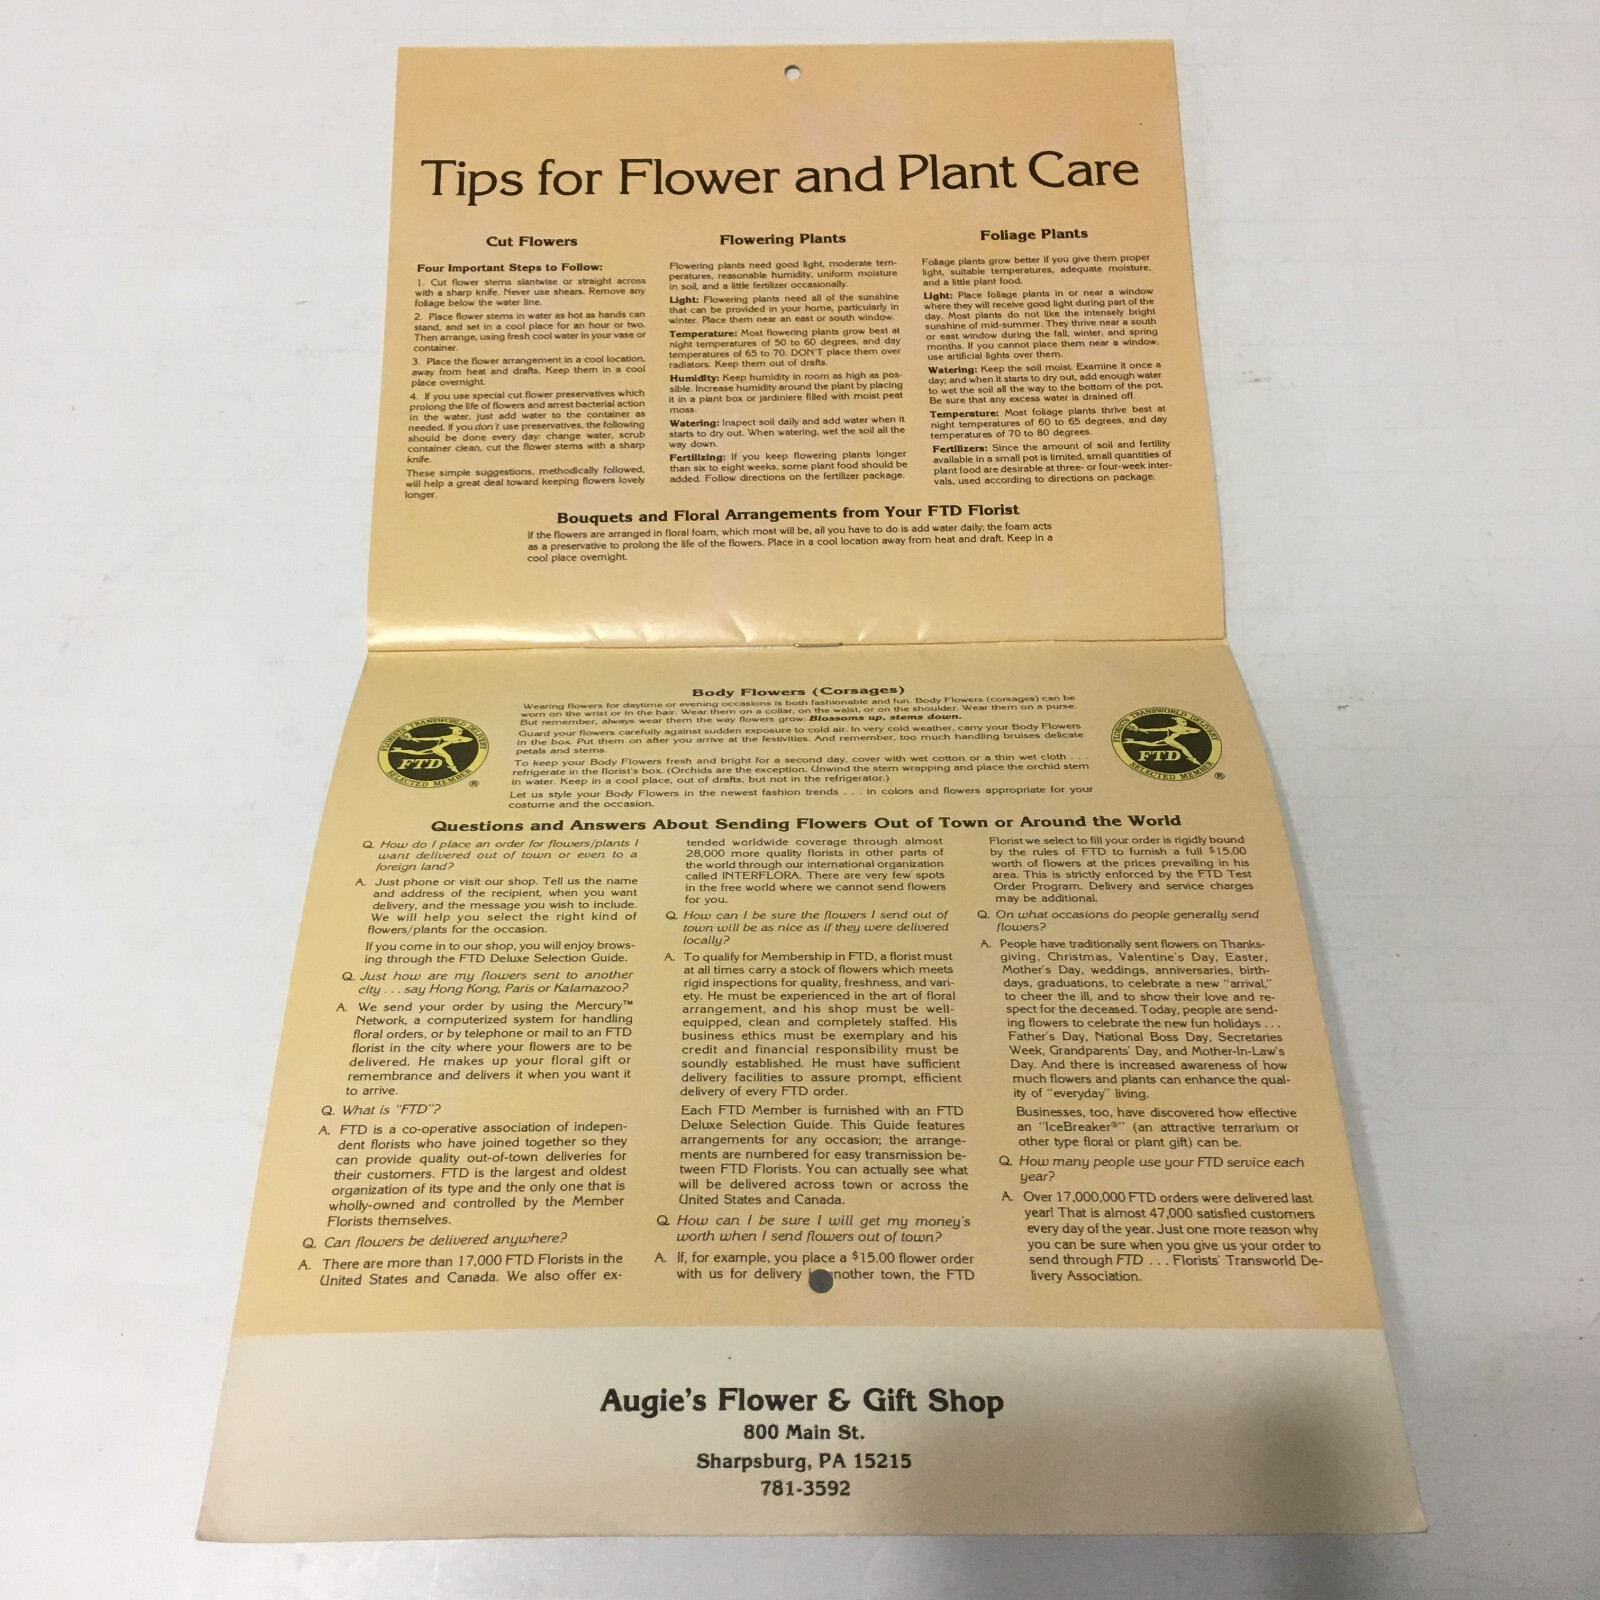 Tips for Flower and Plant Care
Cut Flowers
Four Important Steps to Follow:
1. Cut flower stems slantwise or straight across
with a sharp knife. Never use shears. Remove any
foliage below the water line.
2. Place flower stems in water as hot as hands can
stand, and set in a cool place for an hour or two.
Then arrange, using fresh cool water in your vase or
container.
3. Place the flower arrangement in a cool location,
away from heat and drafts. Keep them in a cool
place overnight.
4. If you use special cut flower preservatives which
prolong the life of flowers and arrest bacterial action
in the water, just add water to the container as
needed. If you don't use preservatives, the following
should be done every day: change water, scrub
container clean, cut the flower stems with a sharp
knife.
These simple suggestions, methodically followed,
will help a great deal toward keeping flowers lovely
longer.
Flowering Plants
Flowering plants need good light, moderate tem-
peratures, reasonable humidity, uniform moisture
in soil, and a little fertilizer occasionally.
Light: Flowering plants need all of the sunshine
that can be provided in your home, particularly in
winter. Place them near an east or south window.
Temperature: Most flowering plants grow best at
night temperatures of 50 to 60 degrees, and day
temperatures of 65 to 70. DON'T place them over
radiators. Keep them out of drafts.
Humidity: Keep humidity in room as high as pos-
sible. Increase humidity around the plant by placing
it in a plant box or jardiniere filled with moist peat
moss.
Watering: Inspect soil daily and add water when it
starts to dry out. When watering, wet the soil all the
way down.
Fertilizing: If you keep flowering plants longer
than six to eight weeks, some plant food should be
added. Follow directions on the fertilizer package.
Foliage Plants
Foliage plants grow better if you give them proper
light, suitable temperatures, adequate moisture,
and a little plant food.
Light: Place foliage plants in or near a window
where they will receive good light during part of the
day. Most plants do not like the intensely bright
sunshine of mid-summer. They thrive near a south
or east window during the fall, winter, and spring
months. If you cannot place them near a window,
use artificial lights over them.
Watering: Keep the soil moist. Examine it once a
day; and when it starts to dry out, add enough water
to wet the soil all the way to the bottom of the pot.
Be sure that any excess water is drained off.
Temperature: Most foliage plants thrive best at
night temperatures of 60 to 65 degrees, and day
temperatures of 70 to 80 degrees.
Fertilizers: Since the amount of soil and fertility
available in a small pot is limited, small quantities of
plant food are desirable at three- or four-week inter-
vals, used according to directions on package.
Bouquets and Floral Arrangements from Your FTD Florist
If the flowers are arranged in floral foam, which most will be, all you have to do is add water daily; the foam acts
as a preservative to prolong the life of the flowers. Place in a cool location away from heat and draft. Keep in a
cool place overnight.
Body Flowers (Corsages)
Wearing flowers for daytime or evening occasions is both fashionable and fun. Body Flowers (corsages) can be
worn on the wrist or in the hair. Wear them on a collar, on the waist, or on the shoulder. Wear them on a purse.
But remember, always wear them the way flowers grow: Blossoms up, stems down.
Guard your flowers carefully against sudden exposure to cold air. In very cold weather, carry your Body Flowers
in the box. Put them on after you arrive at the festivities. And remember, too much handling bruises delicate
petals and stems.
To keep your Body Flowers fresh and bright for a second day, cover with wet cotton or a thin wet cloth . . .
refrigerate in the florist's box. (Orchids are the exception. Unwind the stem wrapping and place the orchid stem
in water. Keep in a cool place, out of drafts, but not in the refrigerator.)
Let us style your Body Flowers in the newest fashion trends . . . in colors and flowers appropriate for your
costume and the occasion.
FLORISTS' TRANSWORLD DELIVERY
FTD
SELECTED MEMBER
®
FLORISTS' TRANSWORLD DELIVERY
FTD
SELECTED MEMBER
®
Questions and Answers About Sending Flowers Out of Town or Around the World
Q. How do I place an order for flowers/plants I
want delivered out of town or even to a
foreign land?
A. Just phone or visit our shop. Tell us the name
and address of the recipient, when you want
delivery, and the message you wish to include.
We will help you select the right kind of
flowers/plants for the occasion.
If you come in to our shop, you will enjoy brows-
ing through the FTD Deluxe Selection Guide.
Q. Just how are my flowers sent to another
city . . . say Hong Kong, Paris or Kalamazoo?
A. We send your order by using the Mercury™
Network, a computerized system for handling
floral orders, or by telephone or mail to an FTD
florist in the city where your flowers are to be
delivered. He makes up your floral gift or
remembrance and delivers it when you want it
to arrive.
Q. What is "FTD"?
A. FTD is a co-operative association of indepen-
dent florists who have joined together so they
can provide quality out-of-town deliveries for
their customers. FTD is the largest and oldest
organization of its type and the only one that is
wholly-owned and controlled by the Member
Florists themselves.
Q. Can flowers be delivered anywhere?
A. There are more than 17,000 FTD Florists in the
United States and Canada. We also offer ex-
tended worldwide coverage through almost
28,000 more quality florists in other parts of
the world through our international organization
called INTERFLORA. There are very few spots
in the free world where we cannot send flowers
for you.
Q. How can I be sure the flowers I send out of
town will be as nice as if they were delivered
locally?
A. To qualify for Membership in FTD, a florist must
at all times carry a stock of flowers which meets
rigid inspections for quality, freshness, and vari-
ety. He must be experienced in the art of floral
arrangement, and his shop must be well-
equipped, clean and completely staffed. His
business ethics must be exemplary and his
credit and financial responsibility must be
soundly established. He must have sufficient
delivery facilities to assure prompt, efficient
delivery of every FTD order.
Each FTD Member is furnished with an FTD
Deluxe Selection Guide. This Guide features
arrangements for any occasion; the arrange-
ments are numbered for easy transmission be-
tween FTD Florists. You can actually see what
will be delivered across town or across the
United States and Canada.
Q. How can I be sure I will get my money's
worth when I send flowers out of town?
A. If, for example, you place a $15.00 flower order
with us for delivery nother town, the FTD
Florist we select to fill your order is rigidly bound
by the rules of FTD to furnish a full $15.00
worth of flowers at the prices prevailing in his
area. This is strictly enforced by the FTD Test
Order Program. Delivery and service charges
may be additional.
Q. On what occasions do people generally send
flowers?
A. People have traditionally sent flowers on Thanks-
giving, Christmas, Valentine's Day, Easter,
Mother's Day, weddings, anniversaries, birth-
days, graduations, to celebrate a new "arrival,"
to cheer the ill, and to show their love and re-
spect for the deceased. Today, people are send-
ing flowers to celebrate the new fun holidays . . .
Father's Day, National Boss Day, Secretaries
Week, Grandparents' Day, and Mother-In-Law's
Day. And there is increased awareness of how
much flowers and plants can enhance the qual-
ity of "everyday" living.
Businesses, too, have discovered how effective
an "IceBreaker®" (an attractive terrarium or
other type floral or plant gift) can be.
Q. How many people use your FTD service each
year?
A. Over 17,000,000 FTD orders were delivered last
year! That is almost 47,000 satisfied customers
every day of the year. Just one more reason why
you can be sure when you give us your order to
send through FTD . . . Florists' Transworld De-
livery Association.
Augie's Flower & Gift Shop
800 Main St.
Sharpsburg, PA 15215
781-3592